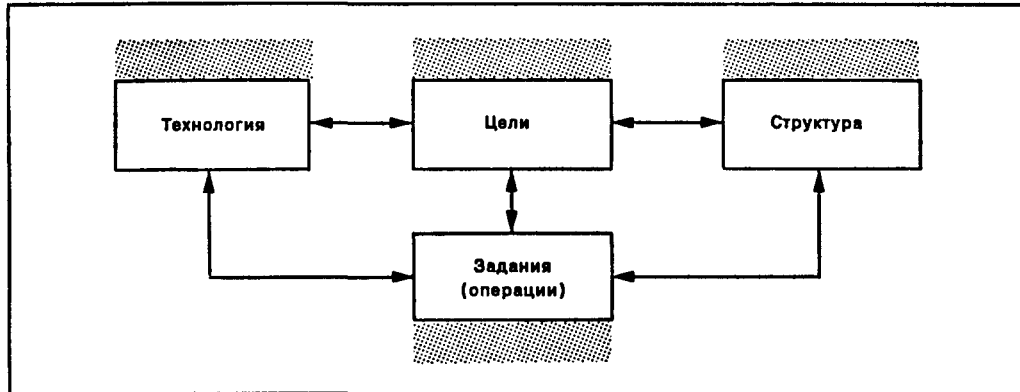 Технология
Цели
Структура
Задания
(операции)